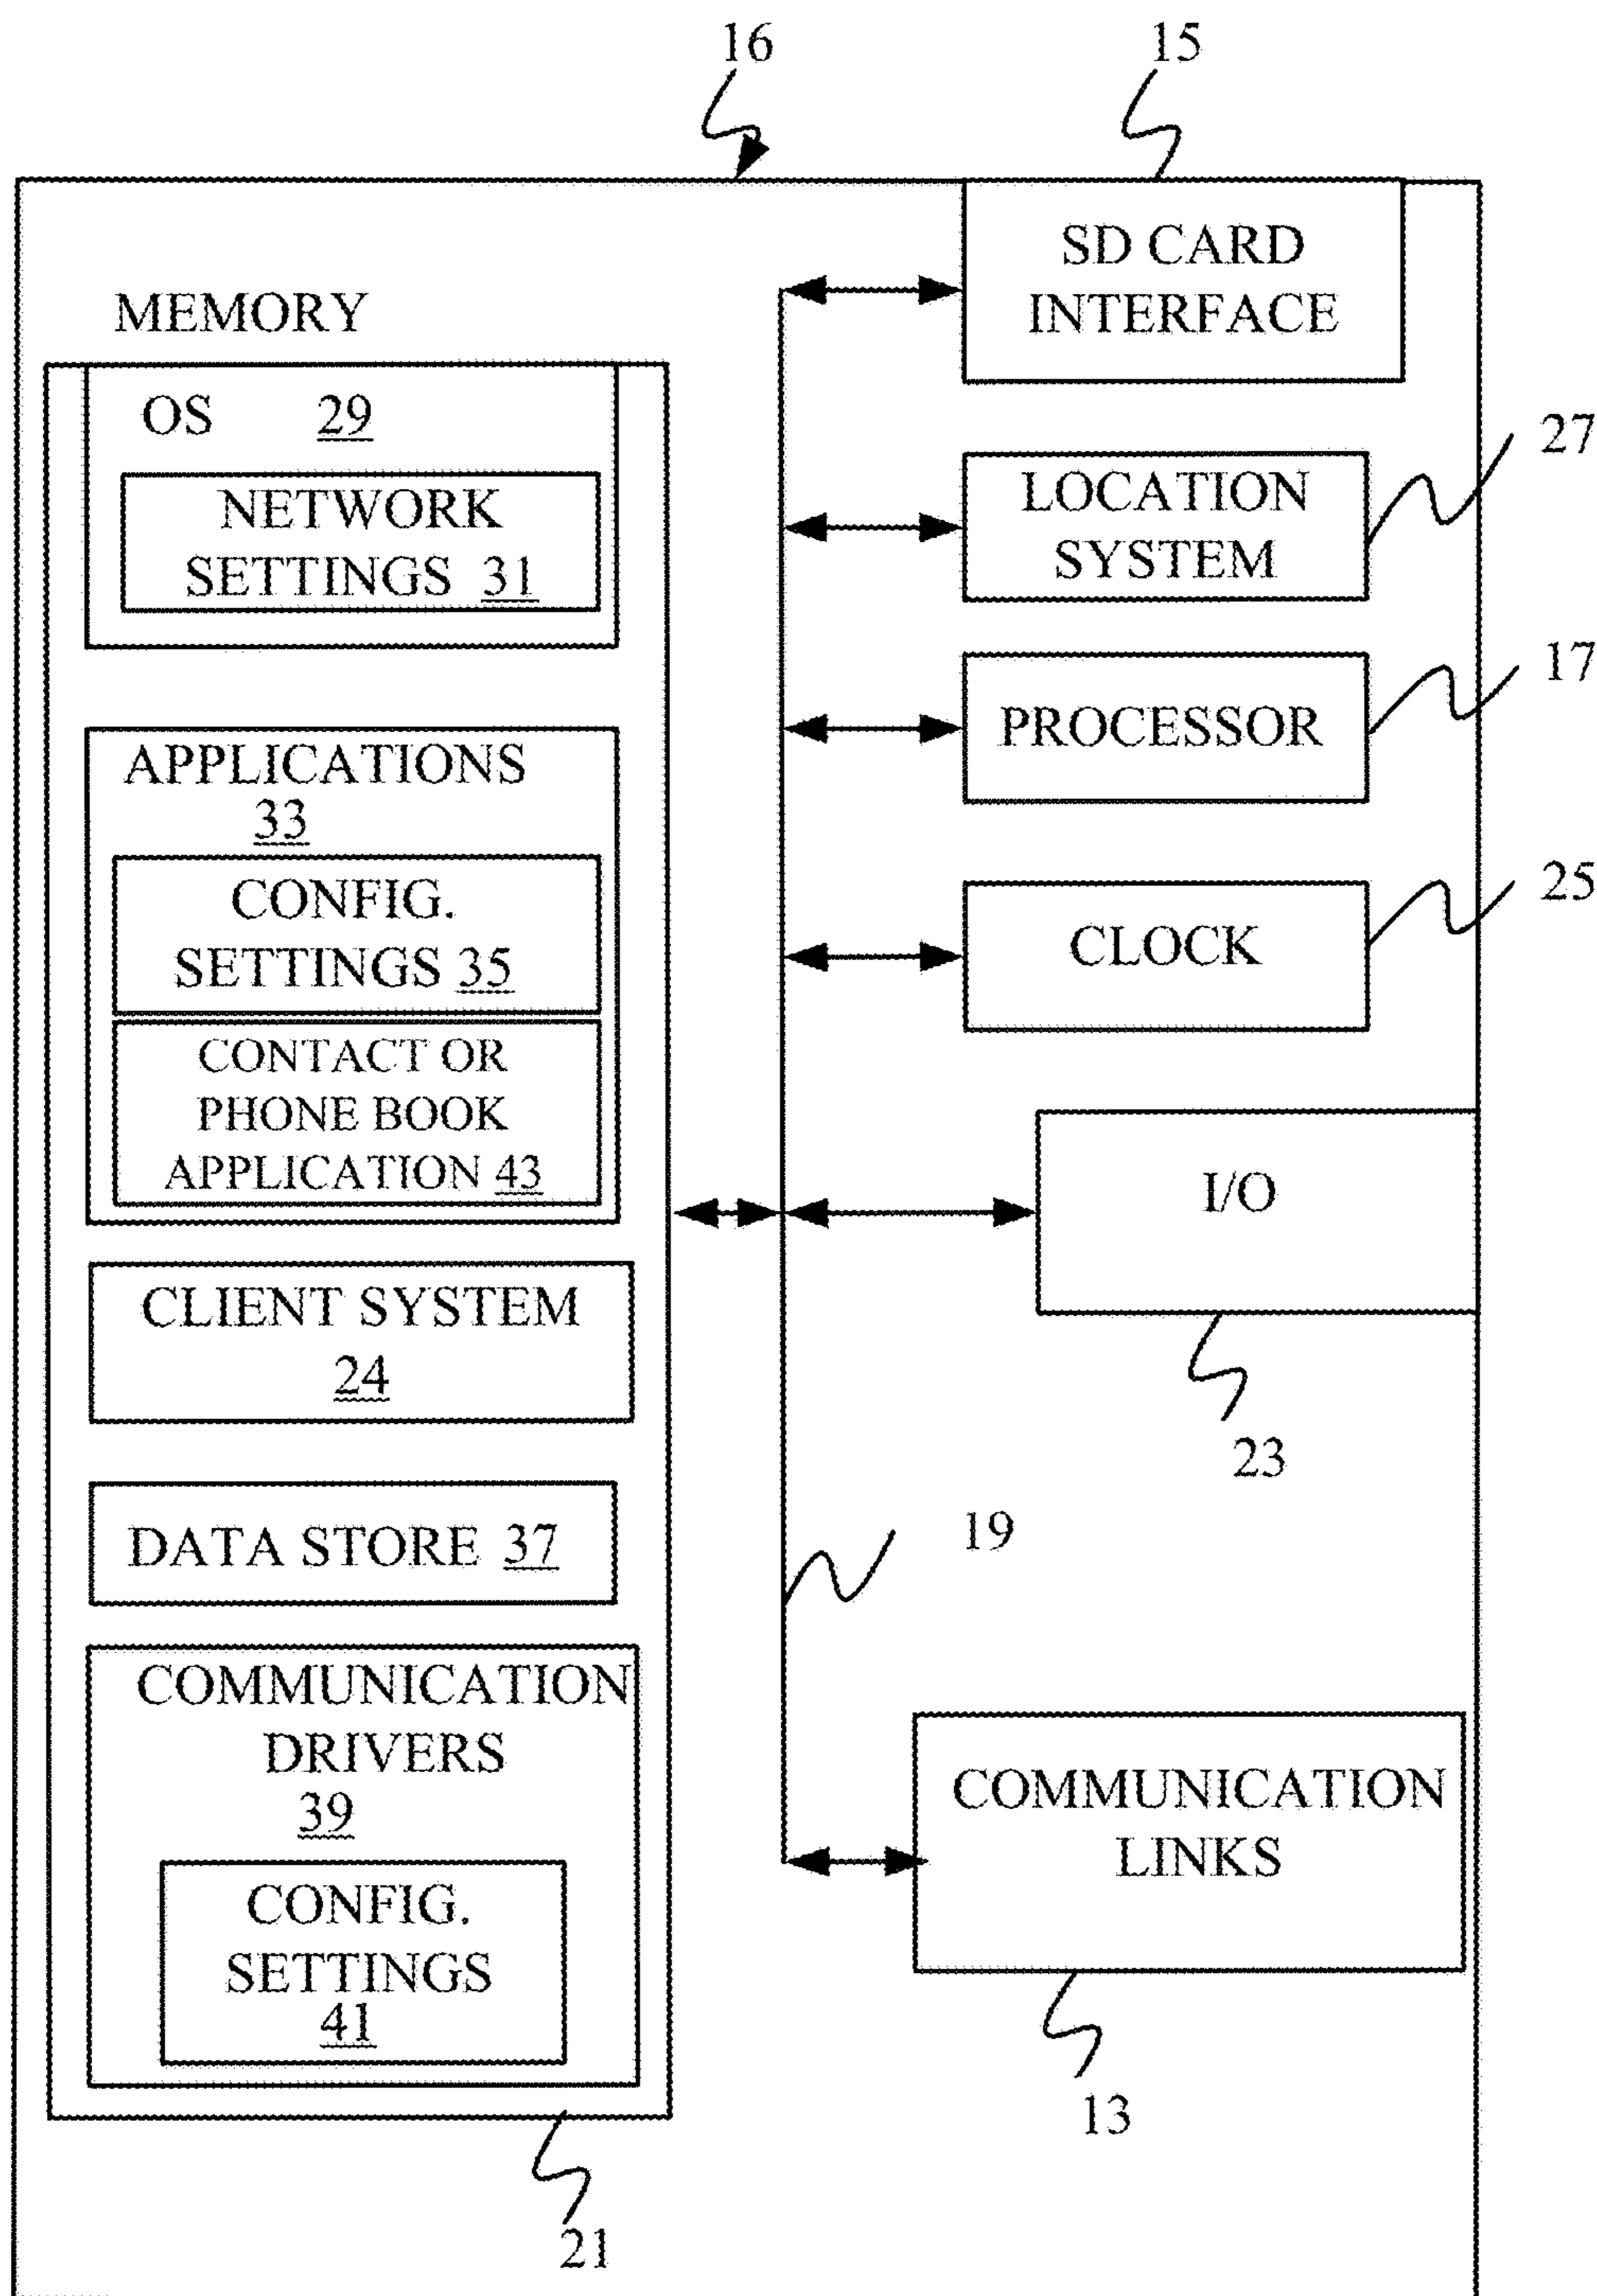 16
15
SD CARD
INTERFACE
MEMORY
OS 29
NETWORK
SETTINGS 31
27
LOCATION
SYSTEM
17
PROCESSOR
APPLICATIONS
33
CONFIG.
SETTINGS 35
25
CLOCK
CONTACT OR
PHONE BOOK
APPLICATION 43
I/O
CLIENT SYSTEM
24
23
DATA STORE 37
19
COMMUNICATION
DRIVERS
39
CONFIG.
SETTINGS
41
COMMUNICATION
LINKS
13
21